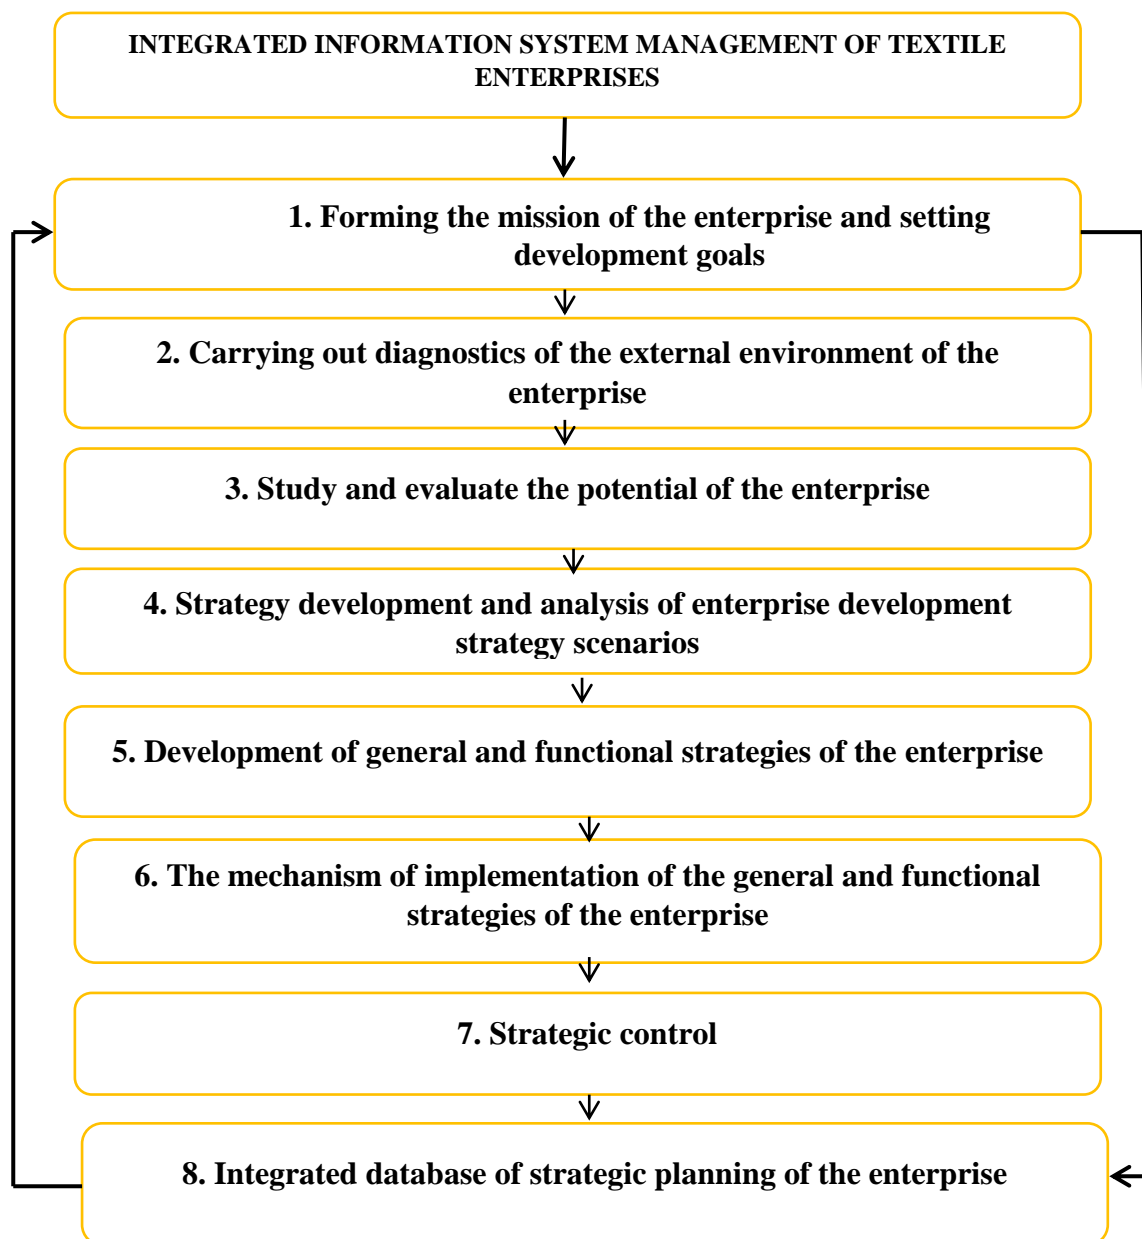 INTEGRATED INFORMATION SYSTEM MANAGEMENT OF TEXTILE
ENTERPRISES
1. Forming the mission of the enterprise and setting
development goals
2. Carrying out diagnostics of the external environment of the
enterprise
3. Study and evaluate the potential of the enterprise
4. Strategy development and analysis of enterprise development
strategy scenarios
5. Development of general and functional strategies of the enterprise
6. The mechanism of implementation of the general and functional
strategies of the enterprise
7. Strategic control
8. Integrated database of strategic planning of the enterprise